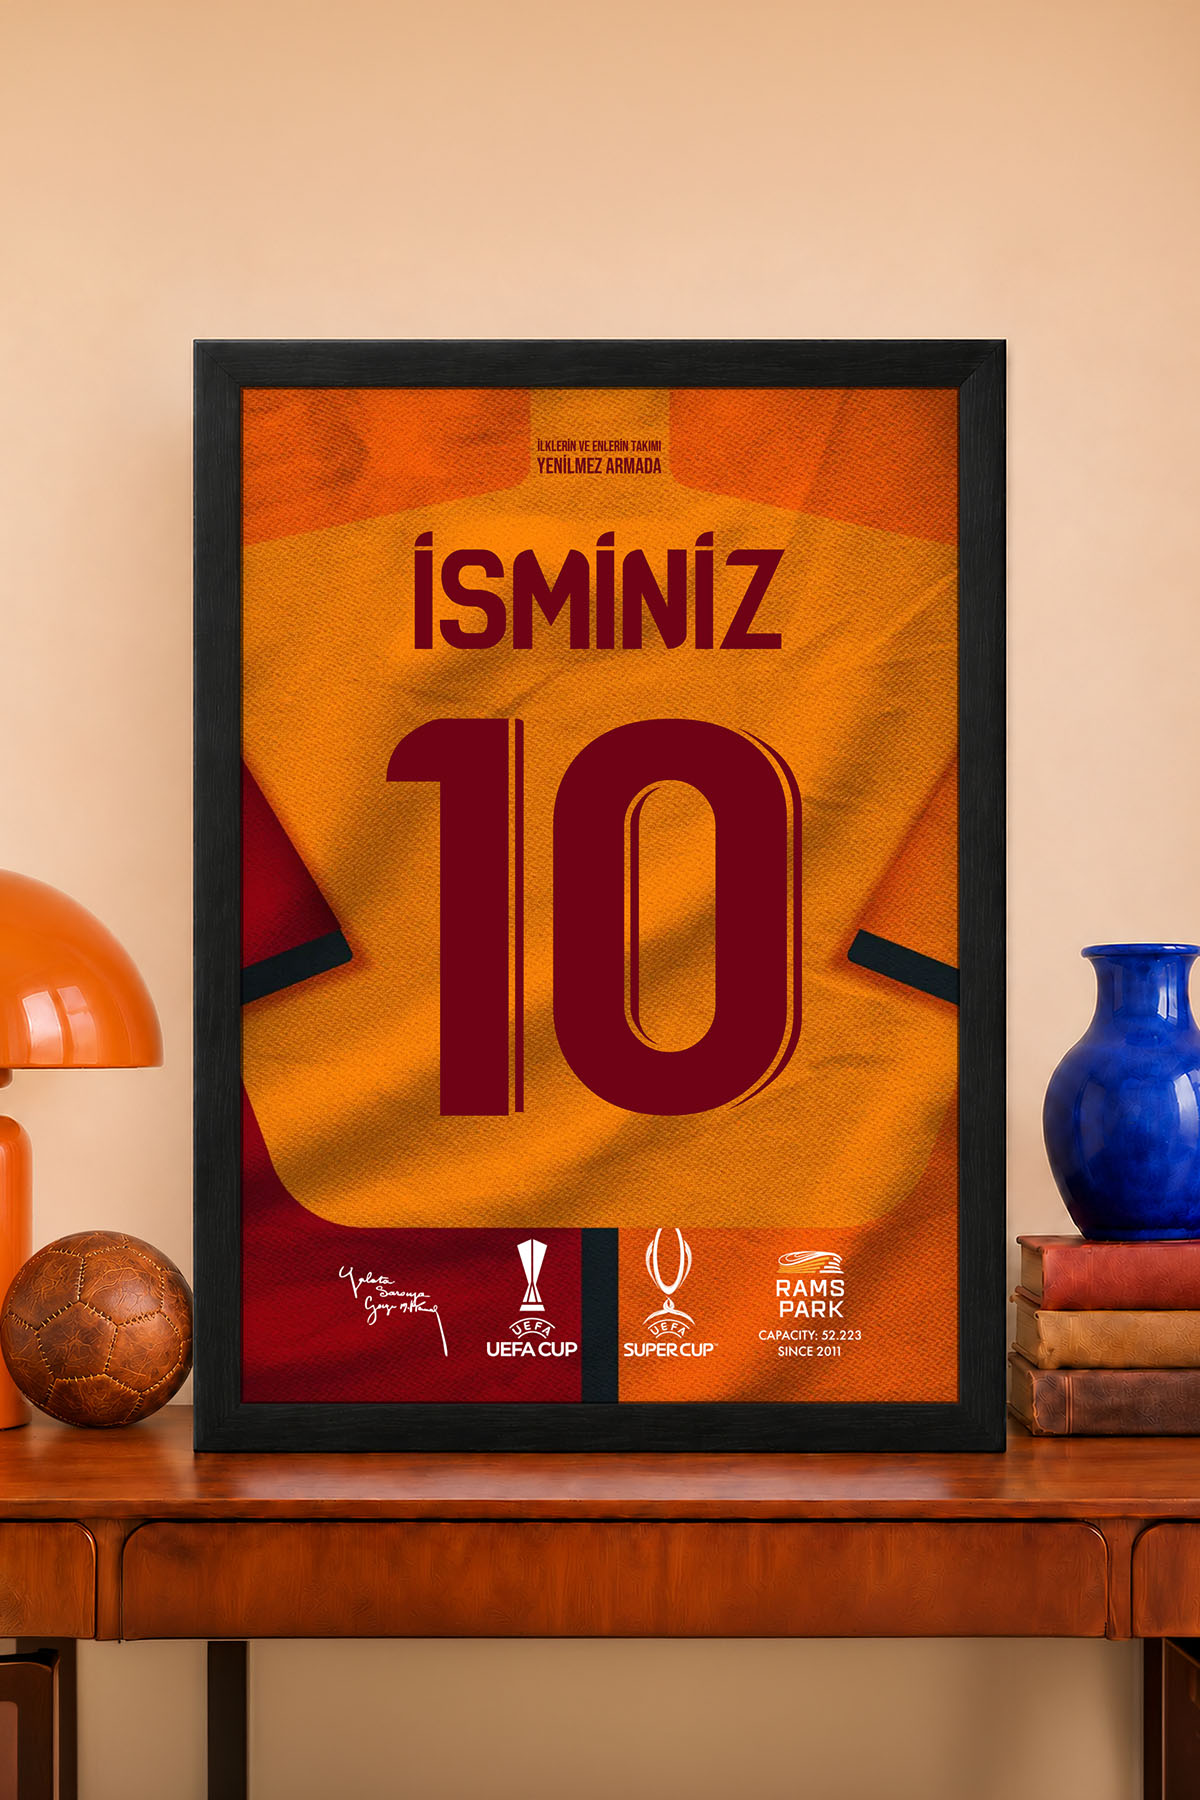 İLKLERİN VE ENLERİN TAKIMI
YENİLMEZ ARMADA
İSMİNİZ
10
UEFA
UEFA CUP
UEFA
SUPER CUP™
RAMS
PARK
CAPACITY: 52.223
SINCE 2011